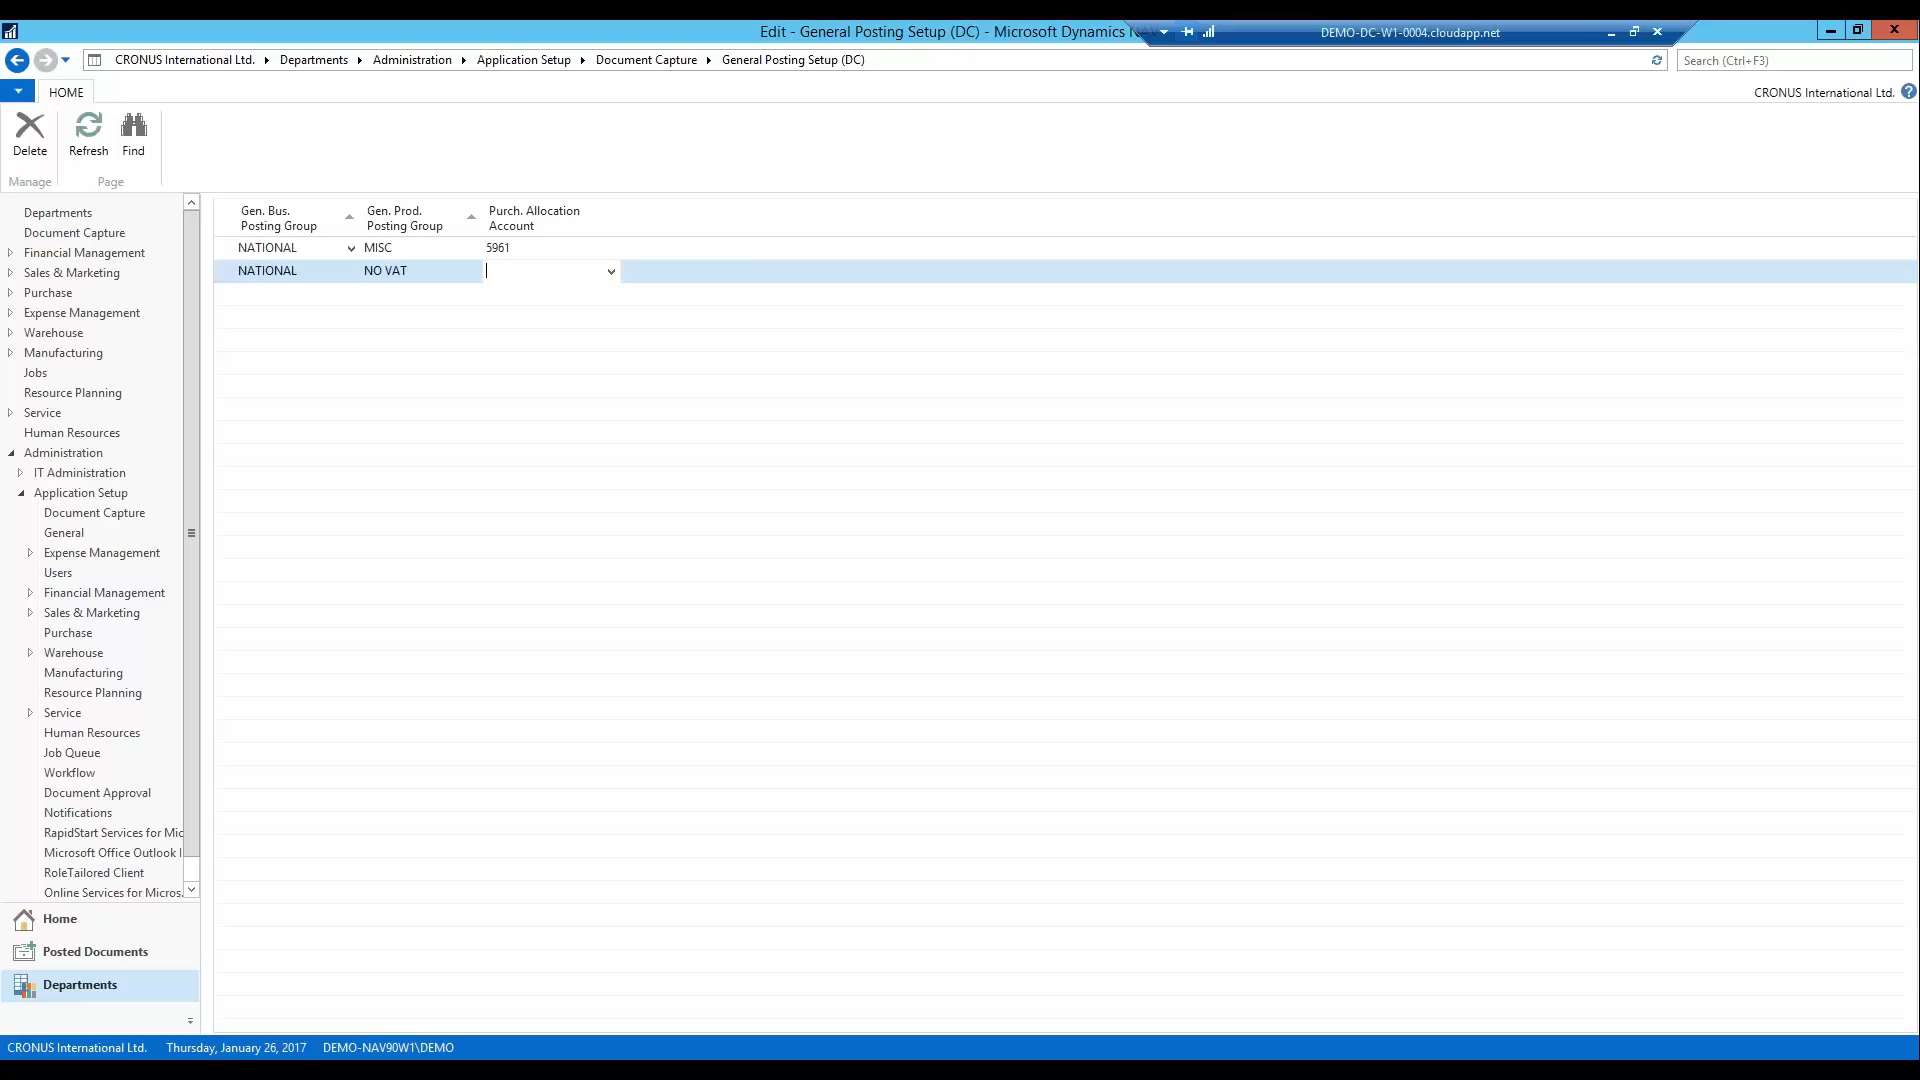 Edit - General Posting Setup (DC) - Microsoft Dynamics NAV
DEMO-DC-W1-0004.cloudapp.net
CRONUS International Ltd. Departments Administration Application Setup Document Capture General Posting Setup (DC)
Search (Ctrl+F3)
HOME
CRONUS International Ltd.
Delete
Refresh
Find
Manage
Page
Departments
Document Capture
Financial Management
Sales & Marketing
Purchase
Expense Management
Warehouse
Manufacturing
Jobs
Resource Planning
Service
Human Resources
Administration
IT Administration
Application Setup
Document Capture
General
Expense Management
Users
Financial Management
Sales & Marketing
Purchase
Warehouse
Manufacturing
Resource Planning
Service
Human Resources
Job Queue
Workflow
Document Approval
Notifications
RapidStart Services for Mic
Microsoft Office Outlook I
RoleTailored Client
Online Services for Micros
Home
Posted Documents
Departments
Gen. Bus.
Posting Group
Gen. Prod.
Posting Group
Purch. Allocation
Account
NATIONAL MISC 5961
NATIONAL NO VAT
CRONUS International Ltd. Thursday, January 26, 2017 DEMO-NAV90W1\DEMO